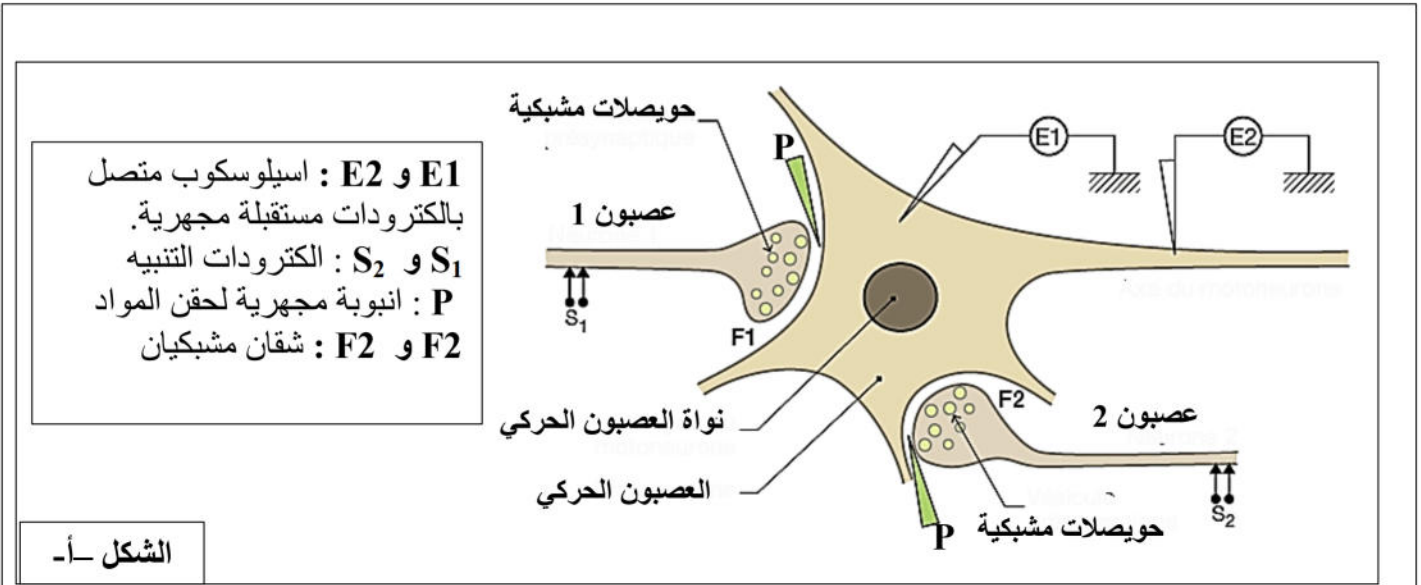 E1 و E2 : اسيلوسكوب متصل
بالكترودات مستقبلة مجهرية.
S1 و S2 : الكترودات التنبيه
P : انبوبة مجهرية لحقن المواد
F2 و F2 : شقان مشبكيان
حويصلات مشبكية
P
E1
E2
عصبون 1
S1
F1
F2
عصبون 2
نواة العصبون الحركي
العصبون الحركي
S2
P
حويصلات مشبكية
الشكل –أ-